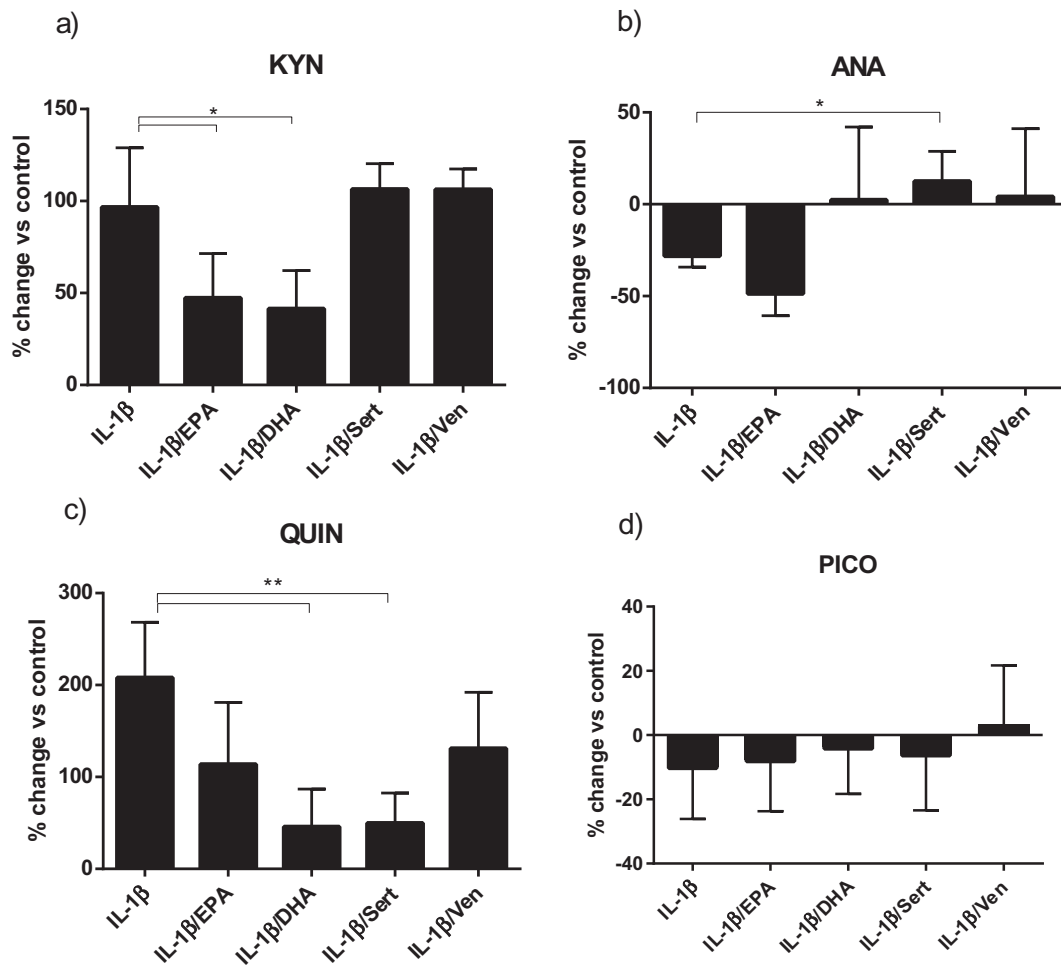 a)
KYN
*
% change vs control
150
100
50
0
IL-1β
IL-1β/EPA
IL-1β/DHA
IL-1β/Sert
IL-1β/Ven
b)
ANA
*
% change vs control
50
0
-50
-100
IL-1β
IL-1β/EPA
IL-1β/DHA
IL-1β/Sert
IL-1β/Ven
c)
QUIN
**
% change vs control
300
200
100
0
IL-1β
IL-1β/EPA
IL-1β/DHA
IL-1β/Sert
IL-1β/Ven
d)
PICO
% change vs control
40
20
0
-20
-40
IL-1β
IL-1β/EPA
IL-1β/DHA
IL-1β/Sert
IL-1β/Ven